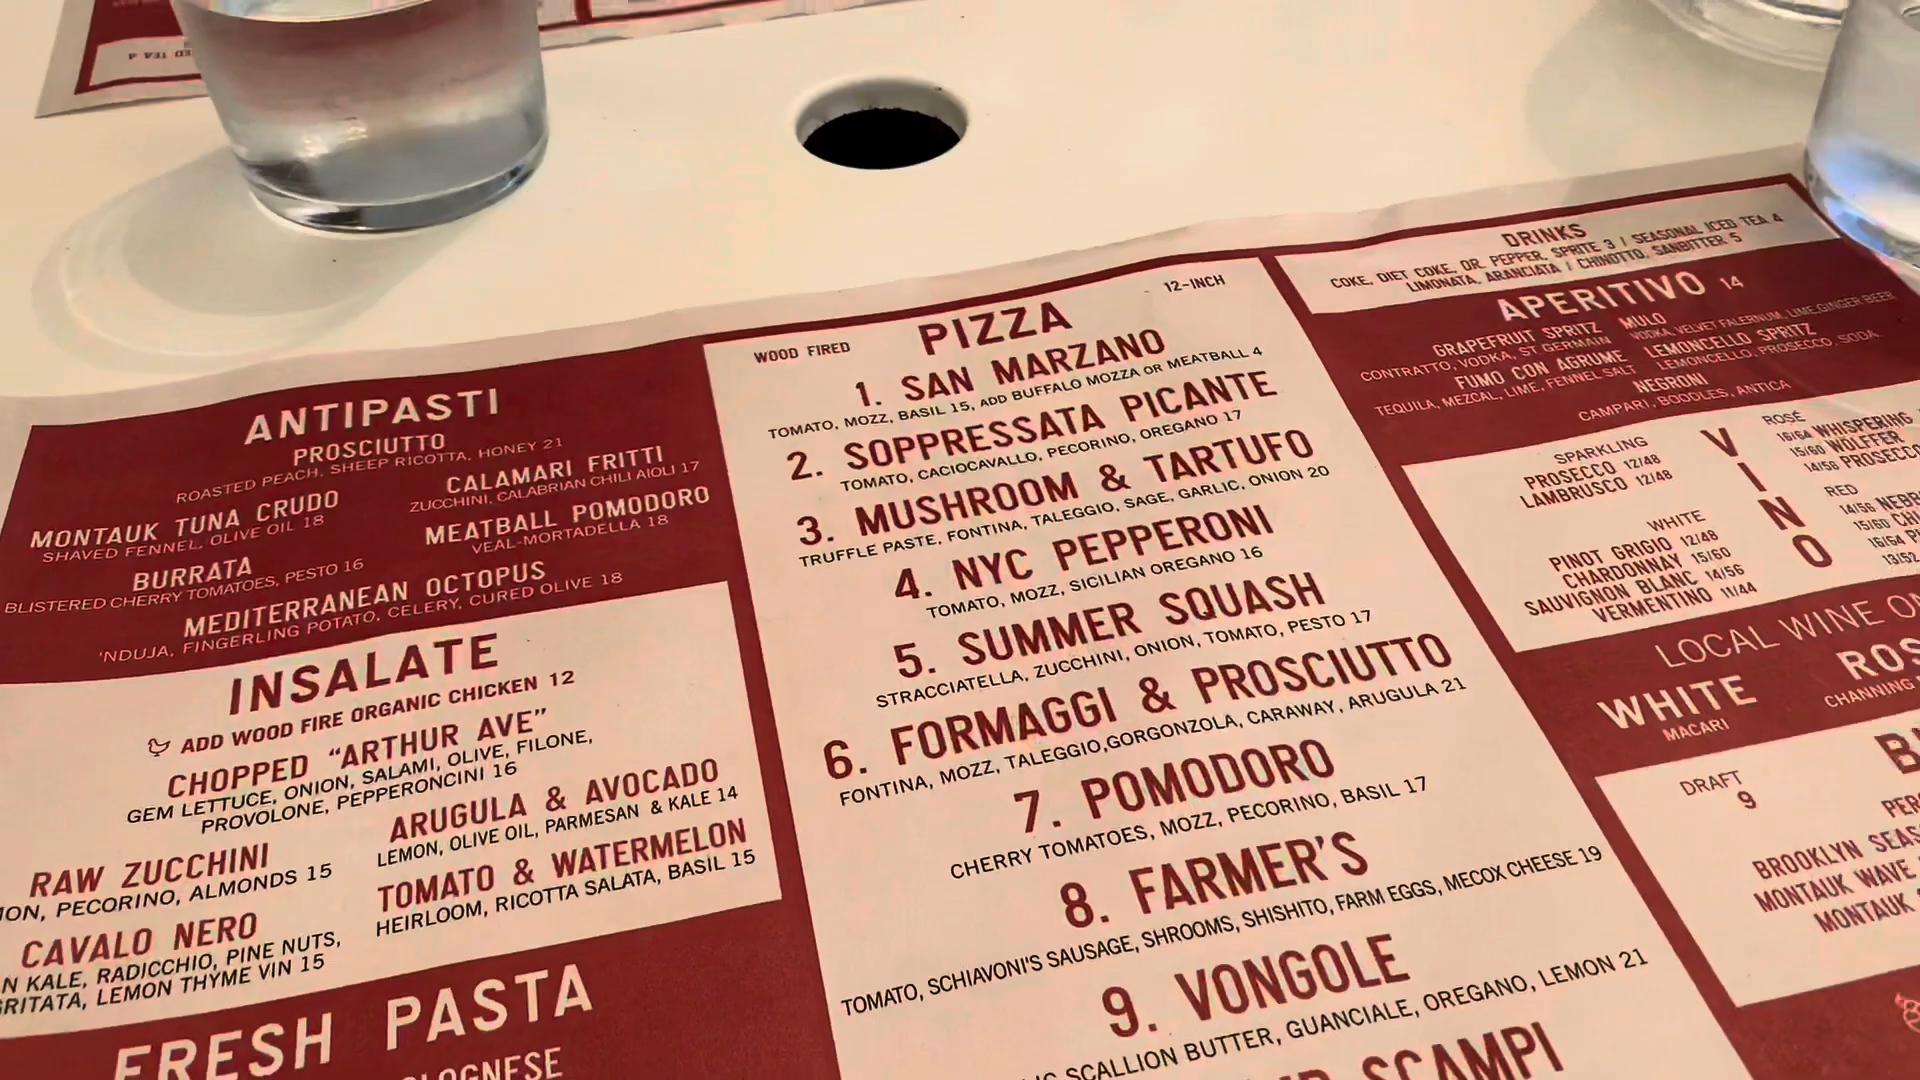 ANTIPASTI
PROSCIUTTO
ROASTED PEACH, SHEEP RICOTTA, HONEY 21
CALAMARI FRITTI
ZUCCHINI, CALABRIAN CHILI AIOLI 17
MONTAUK TUNA CRUDO
SHAVED FENNEL, OLIVE OIL 18
MEATBALL POMODORO
VEAL-MORTADELLA 18
BURRATA
BLISTERED CHERRY TOMATOES, PESTO 16
MEDITERRANEAN OCTOPUS
'NDUJA, FINGERLING POTATO, CELERY, CURED OLIVE 18
INSALATE
ADD WOOD FIRE ORGANIC CHICKEN 12
CHOPPED “ARTHUR AVE”
GEM LETTUCE, ONION, SALAMI, OLIVE, FILONE,
PROVOLONE, PEPPERONCINI 16
ARUGULA & AVOCADO
LEMON, OLIVE OIL, PARMESAN & KALE 14
RAW ZUCCHINI
PECORINO, ALMONDS 15
TOMATO & WATERMELON
HEIRLOOM, RICOTTA SALATA, BASIL 15
CAVALO NERO
KALE, RADICCHIO, PINE NUTS,
LEMON THYME VIN 15
FRESH PASTA
WOOD FIRED
PIZZA
12-INCH
1. SAN MARZANO
TOMATO, MOZZ, BASIL 15, ADD BUFFALO MOZZA OR MEATBALL 4
2. SOPPRESSATA PICANTE
TOMATO, CACIOCAVALLO, PECORINO, OREGANO 17
3. MUSHROOM & TARTUFO
TRUFFLE PASTE, FONTINA, TALEGGIO, SAGE, GARLIC, ONION 20
4. NYC PEPPERONI
TOMATO, MOZZ, SICILIAN OREGANO 16
5. SUMMER SQUASH
STRACCIATELLA, ZUCCHINI, ONION, TOMATO, PESTO 17
6. FORMAGGI & PROSCIUTTO
FONTINA, MOZZ, TALEGGIO,GORGONZOLA, CARAWAY, ARUGULA 21
7. POMODORO
CHERRY TOMATOES, MOZZ, PECORINO, BASIL 17
8. FARMER'S
TOMATO, SCHIAVONI'S SAUSAGE, SHROOMS, SHISHITO, FARM EGGS, MECOX CHEESE 19
9. VONGOLE
SCALLION BUTTER, GUANCIALE, OREGANO, LEMON 21
SCAMPI
DRINKS
COKE, DIET COKE, DR. PEPPER, SPRITE 3 / SEASONAL ICED TEA 4
LIMONATA, ARANCIATA / CHINOTTO, SANBITTER 5
APERITIVO 14
GRAPEFRUIT SPRITZ
CONTRATTO, VODKA, ST GERMAIN
MULO
VODKA, VELVET FALERNUM, LIME,GINGER BEER
FUMO CON AGRUME
TEQUILA, MEZCAL, LIME, FENNEL SALT
LEMONCELLO SPRITZ
LEMONCELLO, PROSECCO, SODA
NEGRONI
CAMPARI, BOODLES, ANTICA
VINO
SPARKLING
PROSECCO 12/48
LAMBRUSCO 12/48
WHITE
PINOT GRIGIO 12/48
CHARDONNAY 15/60
SAUVIGNON BLANC 14/56
VERMENTINO 11/44
ROSÉ
16/64 WHISPERING
15/60 WOLFFER
14/56 PROSECCO
RED
14/56
15/60
16/64
13/52
LOCAL WINE
WHITE
MACARI
CHANNING
DRAFT
9
BROOKLYN
MONTAUK WAVE
MONTAUK